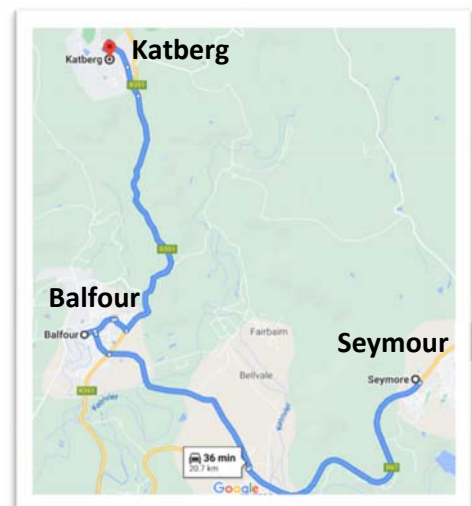 Katberg
Katberg
R351
R351
Balfour
Balfour
Fairbairn
Seymour
Bellvale
Seymore
R351
36 min
20.7 km
R67
Google